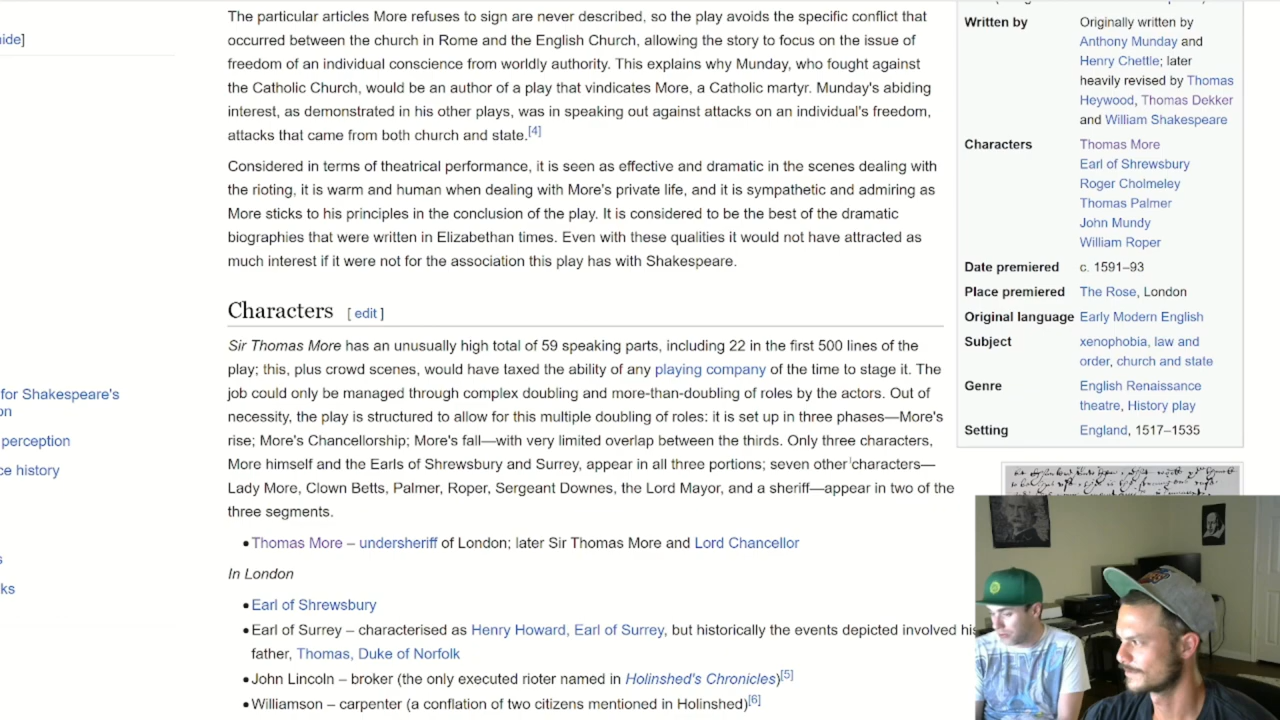 The particular articles More refuses to sign are never described, so the play avoids the specific conflict that
occurred between the church in Rome and the English Church, allowing the story to focus on the issue of
freedom of an individual conscience from worldly authority. This explains why Munday, who fought against
the Catholic Church, would be an author of a play that vindicates More, a Catholic martyr. Munday's abiding
interest, as demonstrated in his other plays, was in speaking out against attacks on an individual's freedom,
attacks that came from both church and state.[4]
Considered in terms of theatrical performance, it is seen as effective and dramatic in the scenes dealing with
the rioting, it is warm and human when dealing with More's private life, and it is sympathetic and admiring as
More sticks to his principles in the conclusion of the play. It is considered to be the best of the dramatic
biographies that were written in Elizabethan times. Even with these qualities it would not have attracted as
much interest if it were not for the association this play has with Shakespeare.
Characters [ edit ]
Sir Thomas More has an unusually high total of 59 speaking parts, including 22 in the first 500 lines of the
play; this, plus crowd scenes, would have taxed the ability of any playing company of the time to stage it. The
job could only be managed through complex doubling and more-than-doubling of roles by the actors. Out of
necessity, the play is structured to allow for this multiple doubling of roles: it is set up in three phases—More's
rise; More's Chancellorship; More's fall—with very limited overlap between the thirds. Only three characters,
More himself and the Earls of Shrewsbury and Surrey, appear in all three portions; seven other characters—
Lady More, Clown Betts, Palmer, Roper, Sergeant Downes, the Lord Mayor, and a sheriff—appear in two of the
three segments.
• Thomas More – undersheriff of London; later Sir Thomas More and Lord Chancellor
In London
• Earl of Shrewsbury
• Earl of Surrey – characterised as Henry Howard, Earl of Surrey, but historically the events depicted involved his
father, Thomas, Duke of Norfolk
• John Lincoln – broker (the only executed rioter named in Holinshed's Chronicles)[5]
• Williamson – carpenter (a conflation of two citizens mentioned in Holinshed)[6]
Written by Originally written by
Anthony Munday and
Henry Chettle; later
heavily revised by Thomas
Heywood, Thomas Dekker
and William Shakespeare
Characters Thomas More
Earl of Shrewsbury
Roger Cholmeley
Thomas Palmer
John Mundy
William Roper
Date premiered c. 1591–93
Place premiered The Rose, London
Original language Early Modern English
Subject xenophobia, law and
order, church and state
Genre English Renaissance
theatre, History play
Setting England, 1517–1535
ide]
for Shakespeare's
on
perception
ce history
s
ks